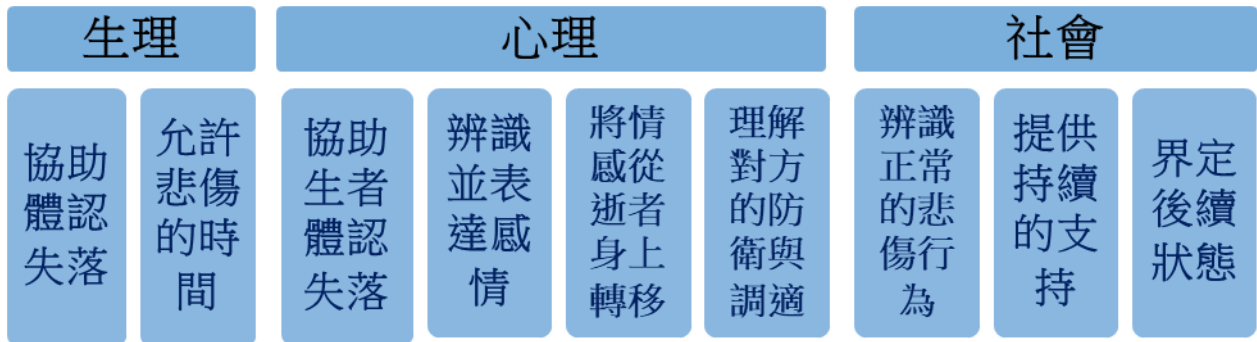 生理
心理
社會
協助
體認
失落
允許
悲傷
的時
間
協助
生者
體認
失落
辨識
並表
達感
情
將情
感從
逝者
身上
轉移
理解
對方
的防
衛與
調適
辨識
正常
的悲
傷行
為
提供
持續
的支
持
界定
後續
狀態